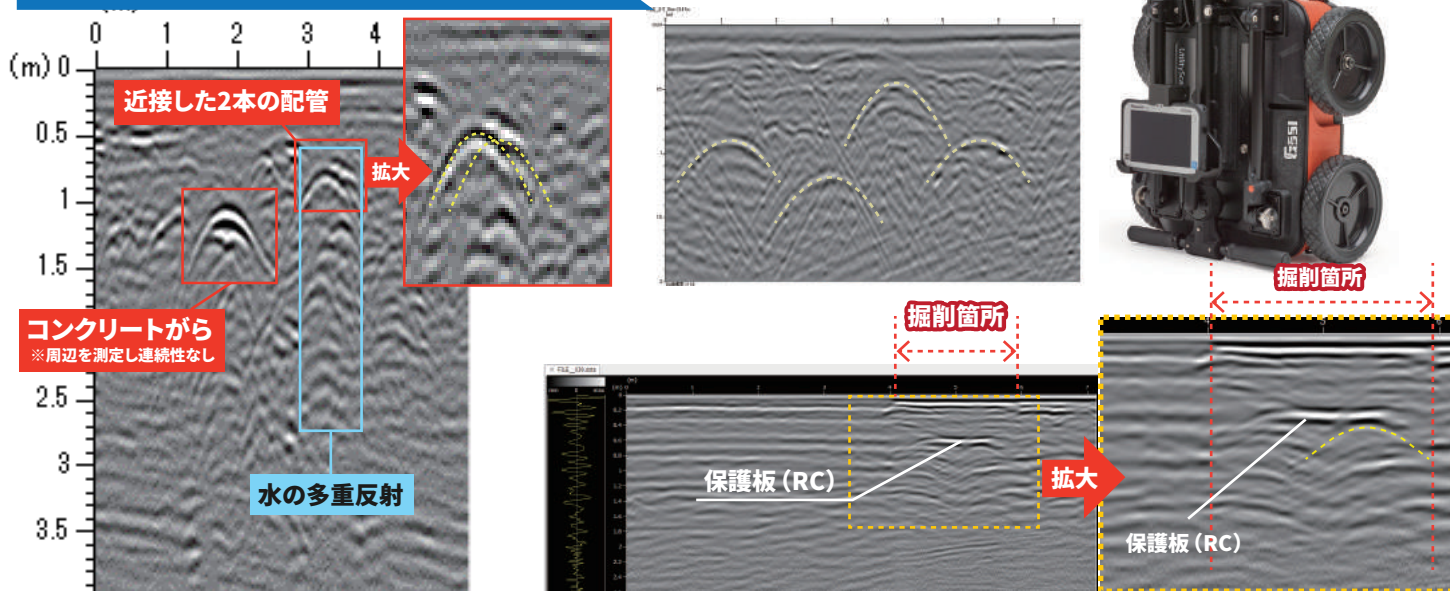 0 1 2 3 4
(m) 0
近接した2本の配管
0.5
拡大
1
1.5
コンクリートがら
※周辺を測定し連続性なし
2.5
水の多重反射
3
3.5
掘削箇所
保護板(RC)
拡大
UtilityScan
GSSI
掘削箇所
保護板(RC)